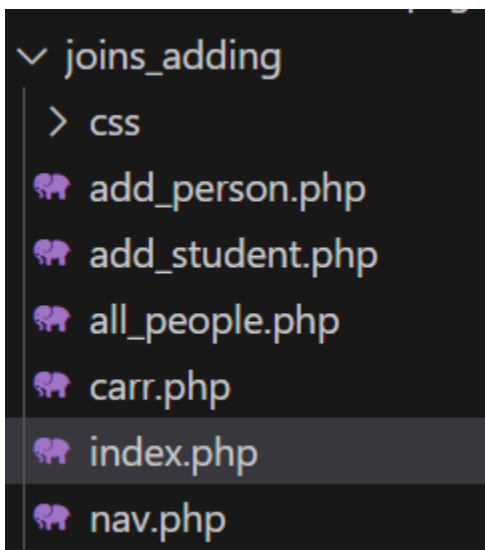 joins_adding
css
add_person.php
add_student.php
all_people.php
carr.php
index.php
nav.php